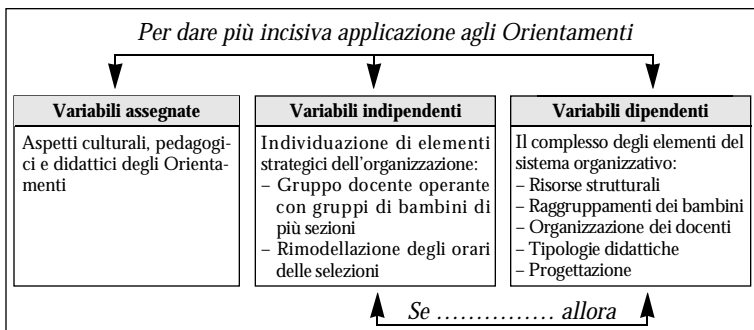 Per dare più incisiva applicazione agli Orientamenti
Variabili assegnate
Aspetti culturali, pedagogi-
ci e didattici degli Orienta-
menti
Variabili indipendenti
Individuazione di elementi
strategici dell'organizzazione:
– Gruppo docente operante
con gruppi di bambini di
più sezioni
– Rimodellazione degli orari
delle selezioni
Variabili dipendenti
Il complesso degli elementi del
sistema organizzativo:
– Risorse strutturali
– Raggruppamenti dei bambini
– Organizzazione dei docenti
– Tipologie didattiche
– Progettazione
Se ............... allora